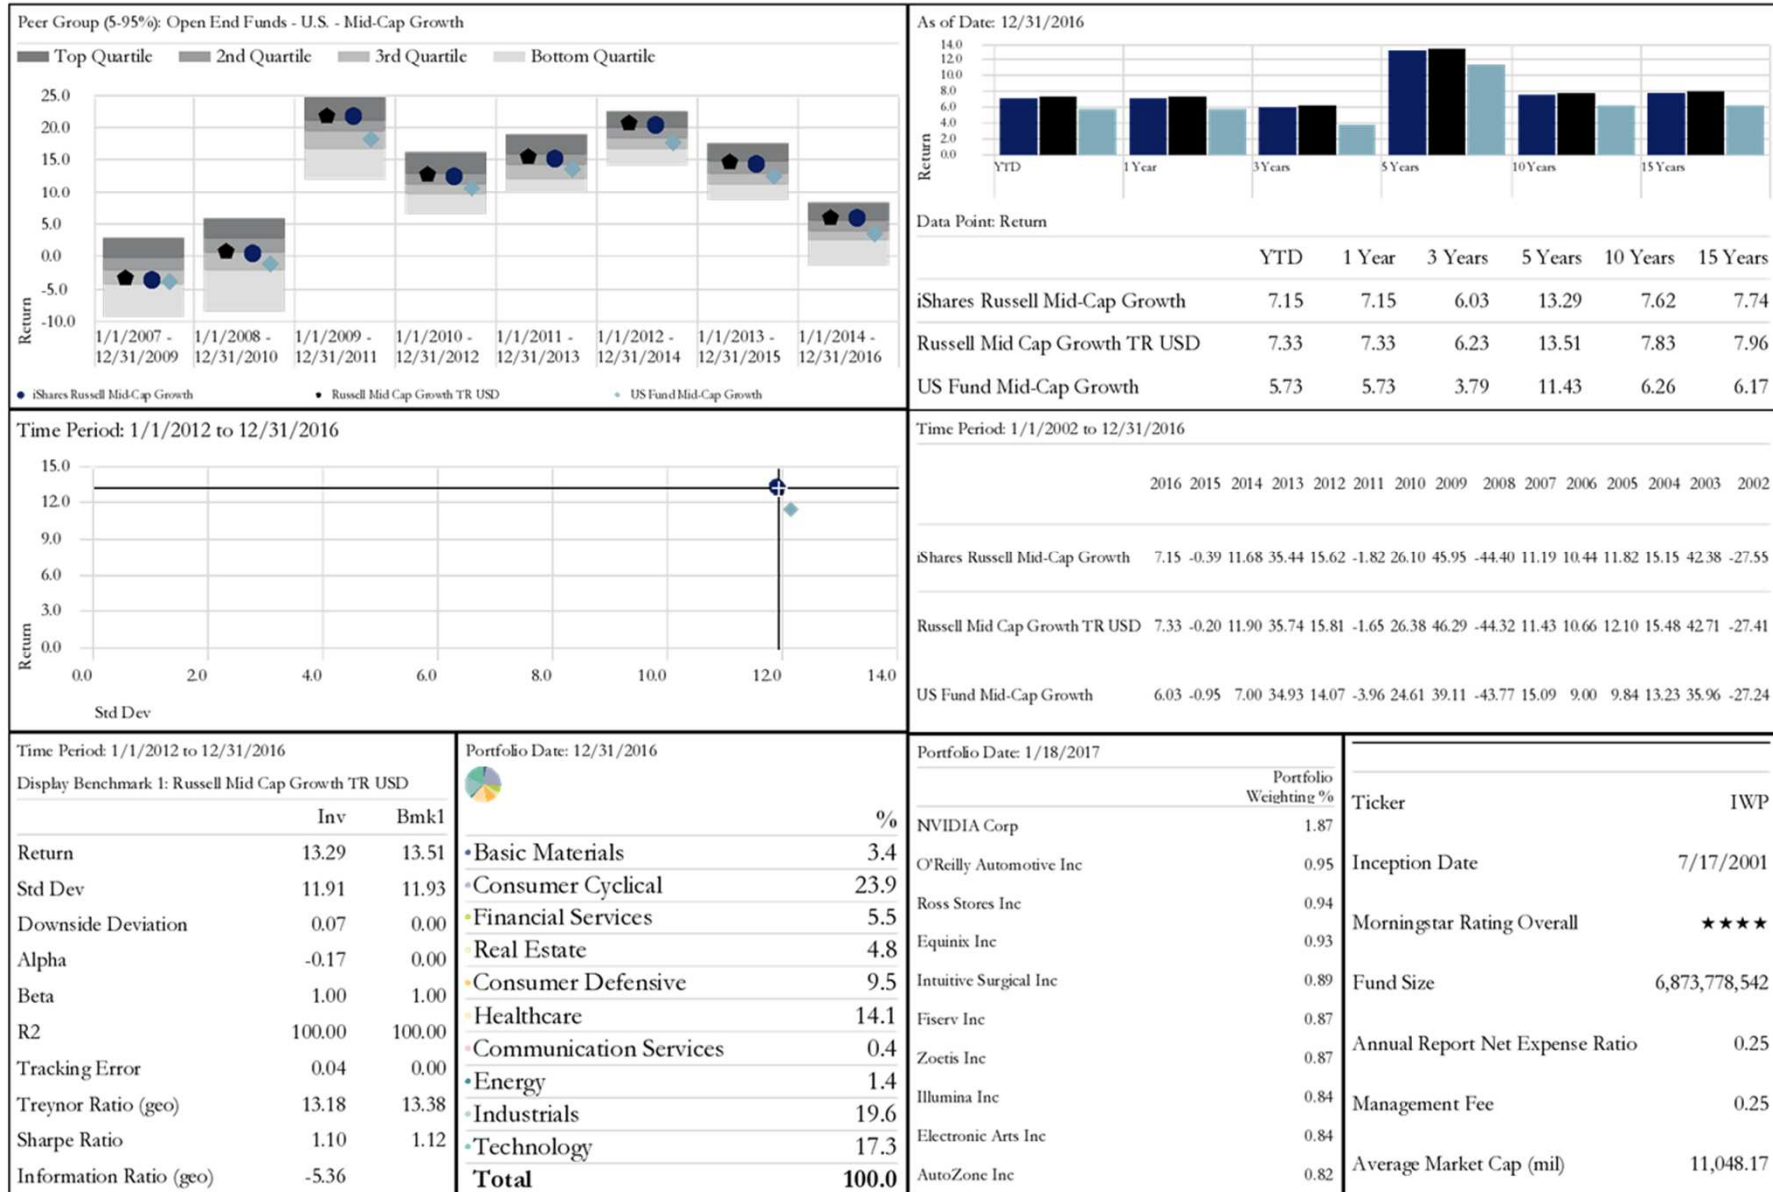 Peer Group (5-95%): Open End Funds - U.S. - Mid-Cap Growth
Top Quartile 2nd Quartile 3rd Quartile Bottom Quartile
25.0
20.0
15.0
10.0
5.0
0.0
-5.0
-10.0
Return
1/1/2007 - 1/1/2008 - 1/1/2009 - 1/1/2010 - 1/1/2011 - 1/1/2012 - 1/1/2013 - 1/1/2014 -
12/31/2009 12/31/2010 12/31/2011 12/31/2012 12/31/2013 12/31/2014 12/31/2015 12/31/2016
iShares Russell Mid-Cap Growth Russell Mid Cap Growth TR USD US Fund Mid-Cap Growth
As of Date: 12/31/2016
14.0
12.0
10.0
8.0
6.0
4.0
2.0
0.0
Return
YTD 1 Year 3 Years 5 Years 10 Years 15 Years
Data Point: Return
YTD 1 Year 3 Years 5 Years 10 Years 15 Years
iShares Russell Mid-Cap Growth 7.15 7.15 6.03 13.29 7.62 7.74
Russell Mid Cap Growth TR USD 7.33 7.33 6.23 13.51 7.83 7.96
US Fund Mid-Cap Growth 5.73 5.73 3.79 11.43 6.26 6.17
Time Period: 1/1/2012 to 12/31/2016
15.0
12.0
9.0
6.0
3.0
0.0
Return
0.0 2.0 4.0 6.0 8.0 10.0 12.0 14.0
Std Dev
Time Period: 1/1/2002 to 12/31/2016
2016 2015 2014 2013 2012 2011 2010 2009 2008 2007 2006 2005 2004 2003 2002
iShares Russell Mid-Cap Growth 7.15 -0.39 11.68 35.44 15.62 -1.82 26.10 45.95 -44.40 11.19 10.44 11.82 15.15 42.38 -27.55
Russell Mid Cap Growth TR USD 7.33 -0.20 11.90 35.74 15.81 -1.65 26.38 46.29 -44.32 11.43 10.66 12.10 15.48 42.71 -27.41
US Fund Mid-Cap Growth 6.03 -0.95 7.00 34.93 14.07 -3.96 24.61 39.11 -43.77 15.09 9.00 9.84 13.23 35.96 -27.24
Time Period: 1/1/2012 to 12/31/2016
Display Benchmark 1: Russell Mid Cap Growth TR USD
Inv Bmk1
Return 13.29 13.51
Std Dev 11.91 11.93
Downside Deviation 0.07 0.00
Alpha -0.17 0.00
Beta 1.00 1.00
R2 100.00 100.00
Tracking Error 0.04 0.00
Treynor Ratio (geo) 13.18 13.38
Sharpe Ratio 1.10 1.12
Information Ratio (geo) -5.36
Portfolio Date: 12/31/2016
%
Basic Materials 3.4
Consumer Cyclical 23.9
Financial Services 5.5
Real Estate 4.8
Consumer Defensive 9.5
Healthcare 14.1
Communication Services 0.4
Energy 1.4
Industrials 19.6
Technology 17.3
Total 100.0
Portfolio Date: 1/18/2017
Portfolio
Weighting %
NVIDIA Corp 1.87
O'Reilly Automotive Inc 0.95
Ross Stores Inc 0.94
Equinix Inc 0.93
Intuitive Surgical Inc 0.89
Fiserv Inc 0.87
Zoetis Inc 0.87
Illumina Inc 0.84
Electronic Arts Inc 0.84
AutoZone Inc 0.82
Ticker IWP
Inception Date 7/17/2001
Morningstar Rating Overall ★★★★
Fund Size 6,873,778,542
Annual Report Net Expense Ratio 0.25
Management Fee 0.25
Average Market Cap (mil) 11,048.17